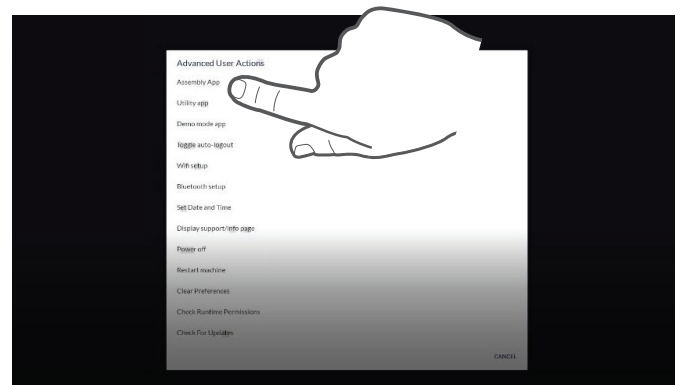 Advanced User Actions
Assembly App
Utility app
Demo mode app
Toggle auto-logout
Wifi setup
Bluetooth setup
Set Date and Time
Display support/info page
Power off
Restart machine
Clear Preferences
Check Runtime Permissions
Check For Updates
CANCEL